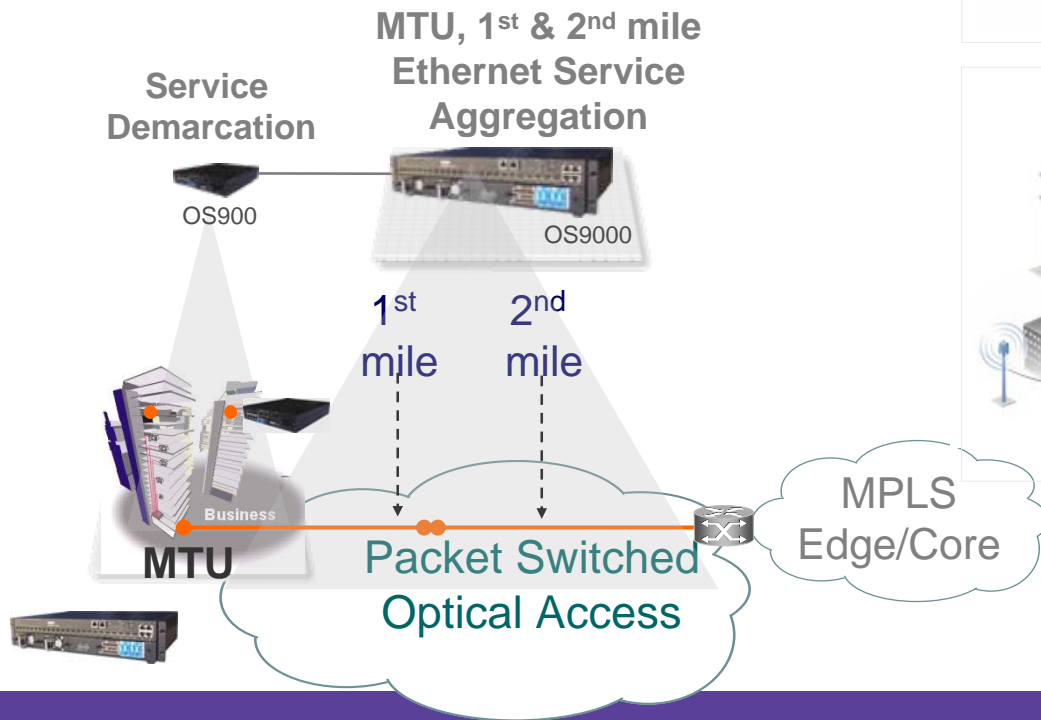 MTU, 1st & 2nd mile
Ethernet Service
Aggregation
Service
Demarcation
OS900
OS9000
1st
mile
2nd
mile
Business
MTU
Packet Switched
Optical Access
MPLS
Edge/Core